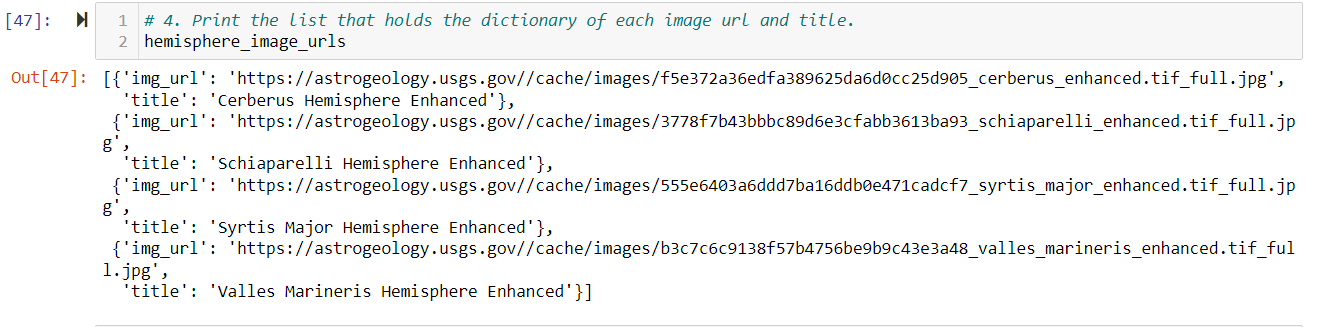 [47]: 1 # 4. Print the list that holds the dictionary of each image url and title.
2 hemisphere_image_urls
Out[47]: [{'img_url': 'https://astrogeology.usgs.gov//cache/images/f5e372a36edfa389625da6d0cc25d905_cerberus_enhanced.tif_full.jpg',
'title': 'Cerberus Hemisphere Enhanced'},
{'img_url': 'https://astrogeology.usgs.gov//cache/images/3778f7b43bbbc89d6e3cfabb3613ba93_schiaparelli_enhanced.tif_full.jp
g',
'title': 'Schiaparelli Hemisphere Enhanced'},
{'img_url': 'https://astrogeology.usgs.gov//cache/images/555e6403a6ddd7ba16ddb0e471cadcf7_syrtis_major_enhanced.tif_full.jp
g',
'title': 'Syrtis Major Hemisphere Enhanced'},
{'img_url': 'https://astrogeology.usgs.gov//cache/images/b3c7c6c9138f57b4756be9b9c43e3a48_valles_marineris_enhanced.tif_ful
l.jpg',
'title': 'Valles Marineris Hemisphere Enhanced'}]